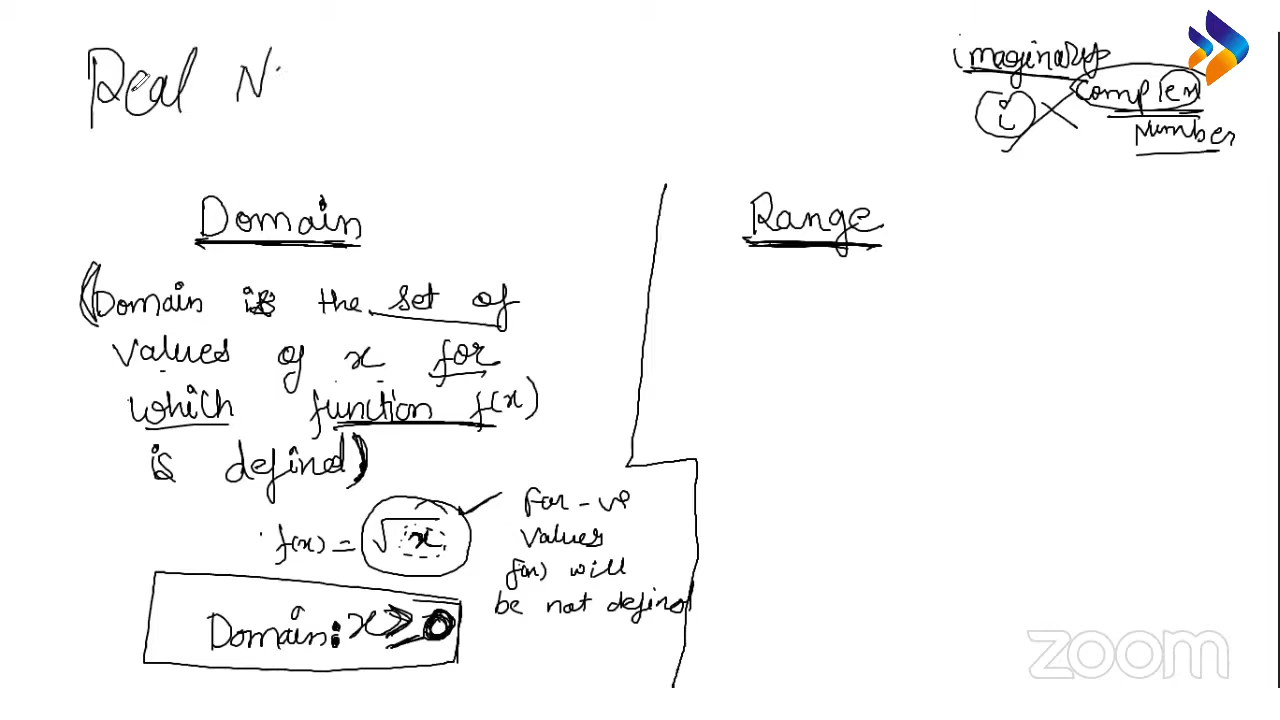 Real N
imaginary
complex
i
Number
Domain
Range
(Domain is the set of
values of x for
which function f(x)
is defined)
f(x) = √x
for -ve
values
f(x) will
be not defined
Domain: x ≥ 0
zoom